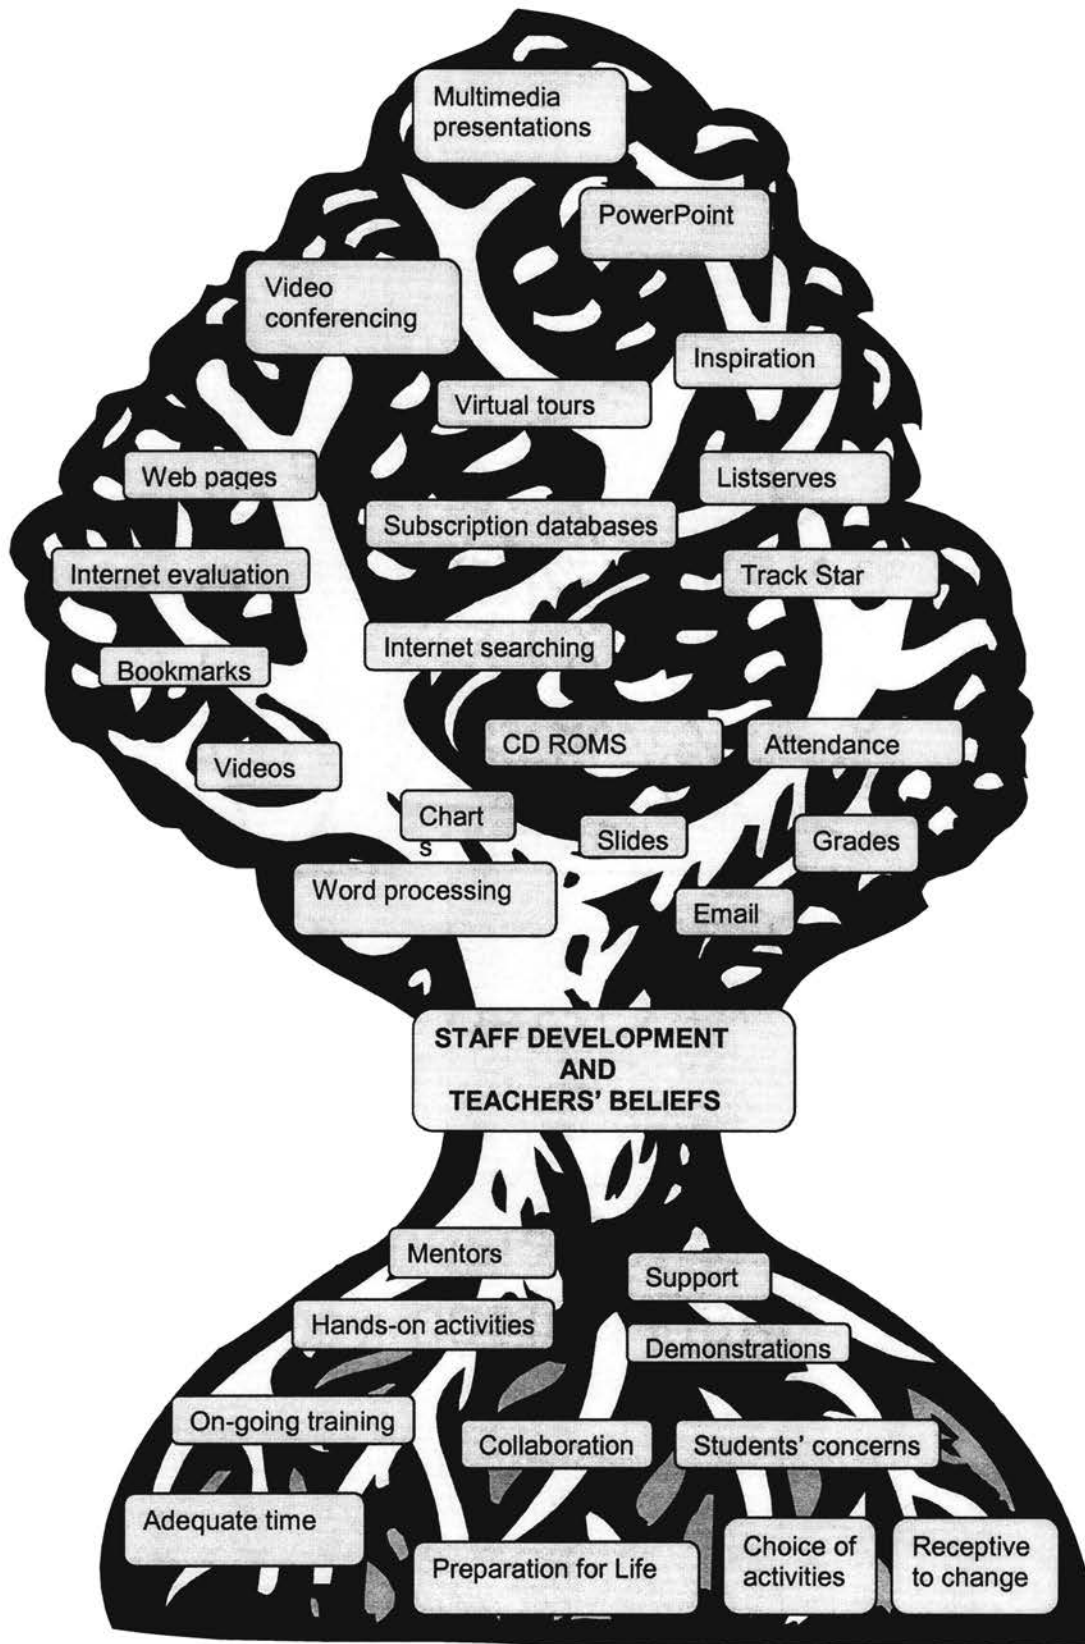 Multimedia
presentations
PowerPoint
Video
conferencing
Inspiration
Virtual tours
Web pages
Listserves
Subscription databases
Internet evaluation
Track Star
Internet searching
Bookmarks
CD ROMS
Attendance
Videos
Chart
s
Slides
Grades
Word processing
Email
STAFF DEVELOPMENT
AND
TEACHERS' BELIEFS
Mentors
Support
Hands-on activities
Demonstrations
On-going training
Collaboration
Students' concerns
Adequate time
Preparation for Life
Choice of
activities
Receptive
to change